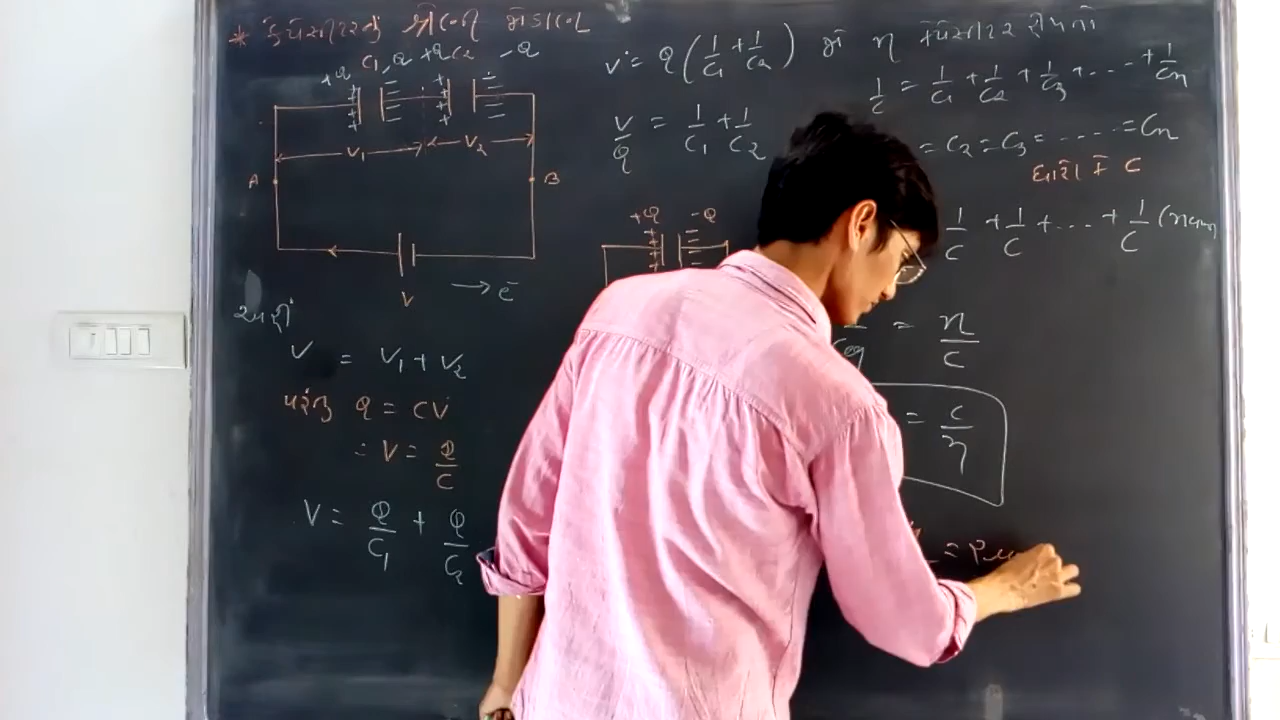 * કેપેસીટરનું શ્રેણી જોડાણ
+Q C₁ -Q +Q C₂ -Q
V₁ V₂
A B
V → e⁻
અહીં
V = V₁ + V₂
પરંતુ Q = CV
∴ V = Q/C
V = Q/C₁ + Q/C₂
V = Q(1/C₁ + 1/C₂)
V/Q = 1/C₁ + 1/C₂
+Q -Q
જો n કેપેસીટર હોય તો
1/C = 1/C₁ + 1/C₂ + 1/C₃ + ... + 1/Cn
= C₂ = C₃ = ...... = Cn
ધારો કે C
1/C + 1/C + ... + 1/C (n
= n/C
= C/n